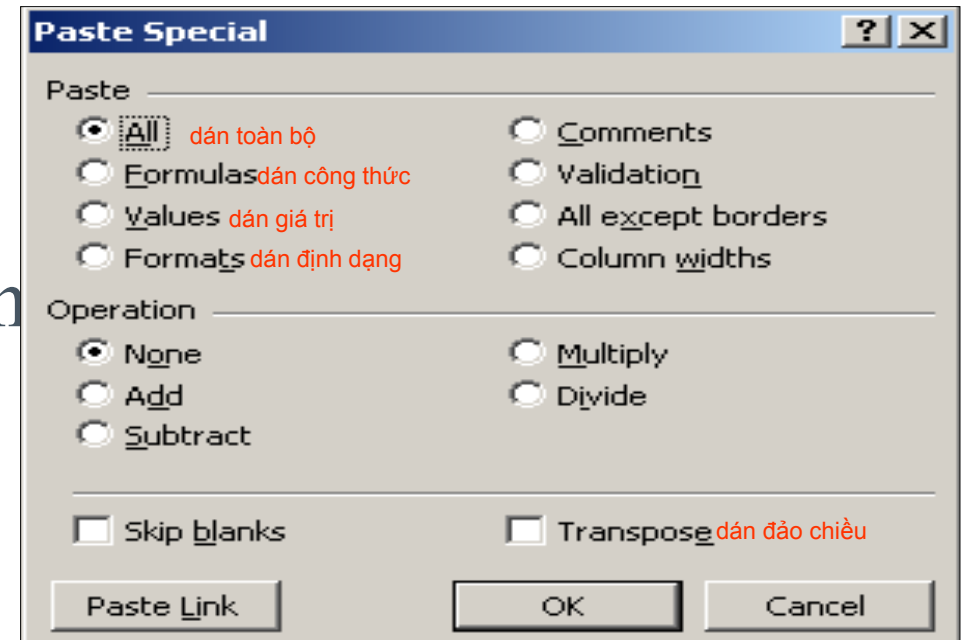 Paste Special
Paste
All dán toàn bộ
Comments
Formulas dán công thức
Validation
Values dán giá trị
All except borders
Formats dán định dạng
Column widths
n
Operation
None
Multiply
Add
Divide
Subtract
Skip blanks
Transpose dán đảo chiều
Paste Link
OK
Cancel